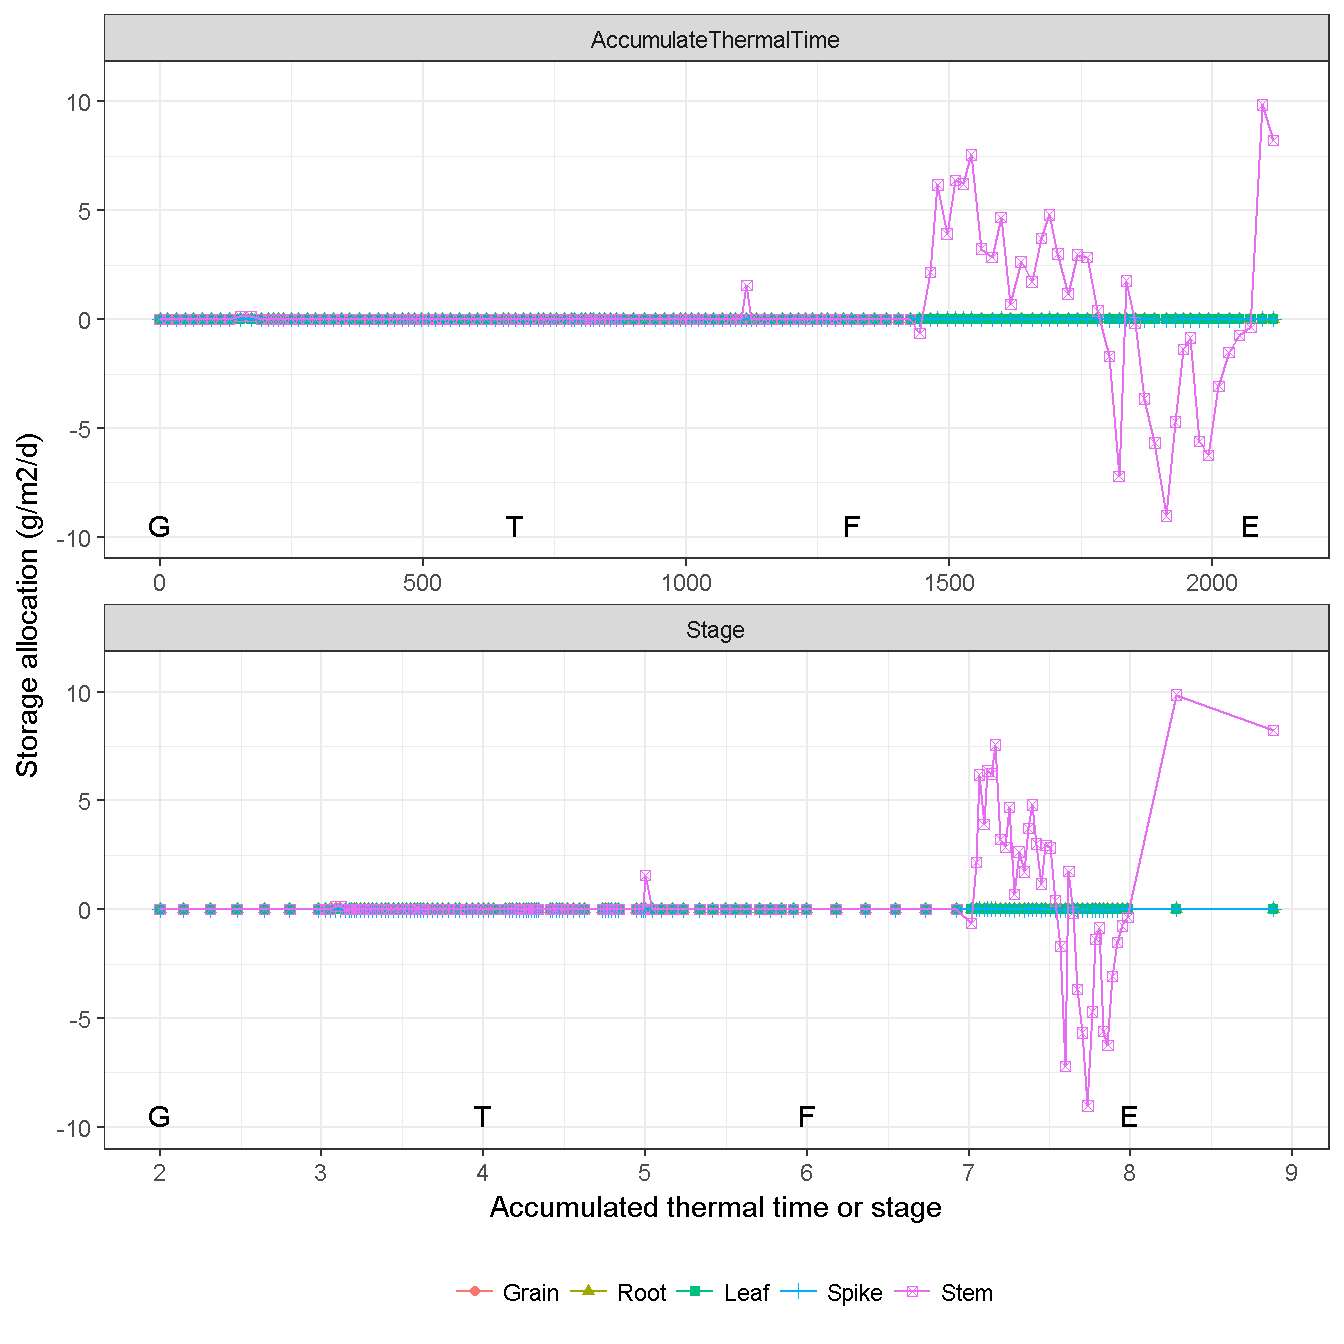 AccumulateThermalTime
10
5
0
-5
-10
G T F E
0 500 1000 1500 2000
Storage allocation (g/m2/d)
Stage
10
5
0
-5
-10
G T F E
2 3 4 5 6 7 8 9
Accumulated thermal time or stage
Grain Root Leaf Spike Stem